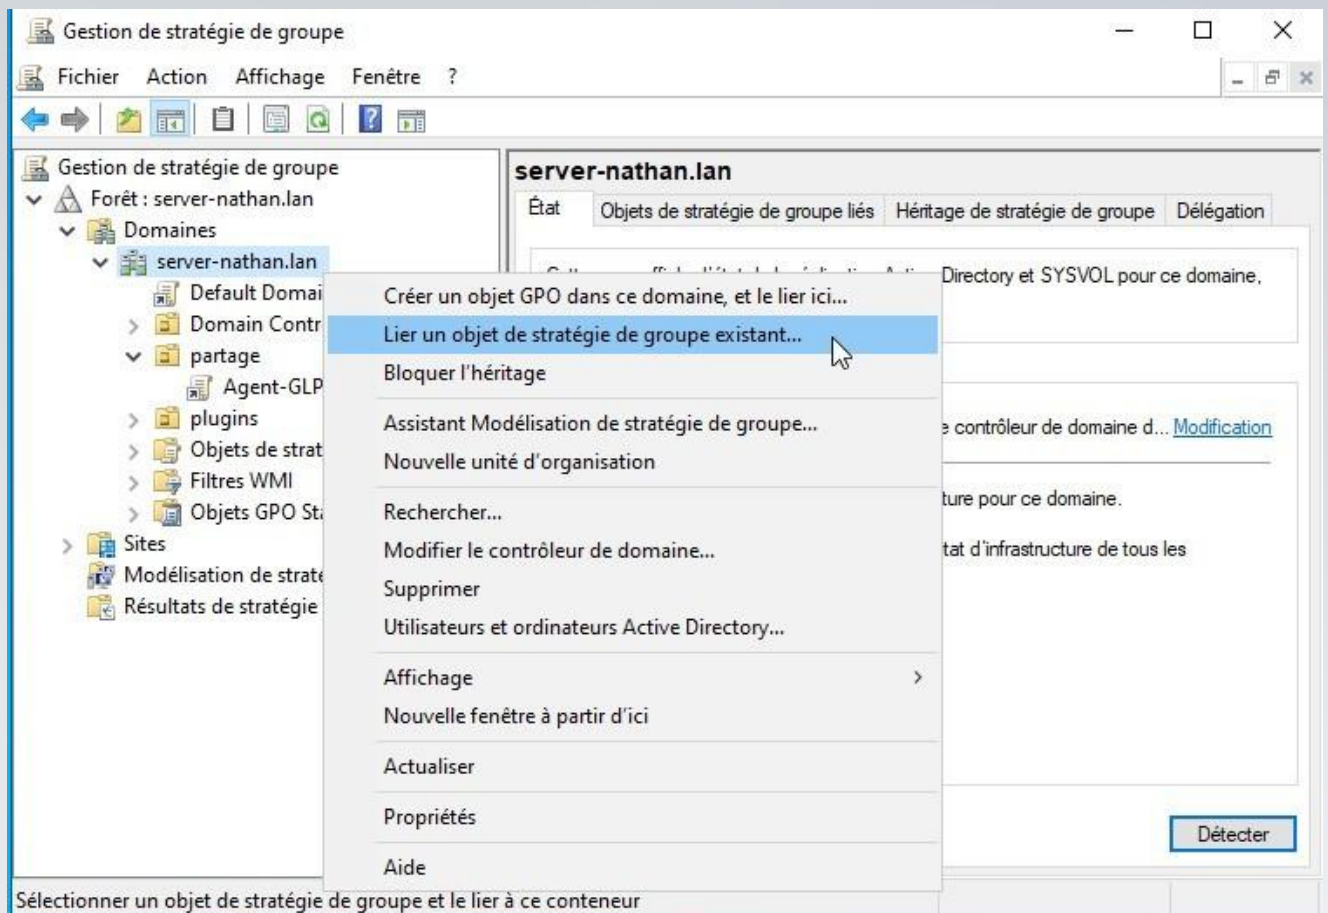 Gestion de stratégie de groupe
Fichier Action Affichage Fenêtre ?
Gestion de stratégie de groupe
Forêt : server-nathan.lan
Domaines
server-nathan.lan
Default Domai
Domain Contr
partage
Agent-GLP
plugins
Objets de strat
Filtres WMI
Objets GPO Sta
Sites
Modélisation de straté
Résultats de stratégie
server-nathan.lan
État Objets de stratégie de groupe liés Héritage de stratégie de groupe Délégation
Directory et SYSVOL pour ce domaine,
contrôleur de domaine d... Modification
ture pour ce domaine.
tat d'infrastructure de tous les
Détecter
Créer un objet GPO dans ce domaine, et le lier ici...
Lier un objet de stratégie de groupe existant...
Bloquer l'héritage
Assistant Modélisation de stratégie de groupe...
Nouvelle unité d'organisation
Rechercher...
Modifier le contrôleur de domaine...
Supprimer
Utilisateurs et ordinateurs Active Directory...
Affichage
Nouvelle fenêtre à partir d'ici
Actualiser
Propriétés
Aide
Sélectionner un objet de stratégie de groupe et le lier à ce conteneur